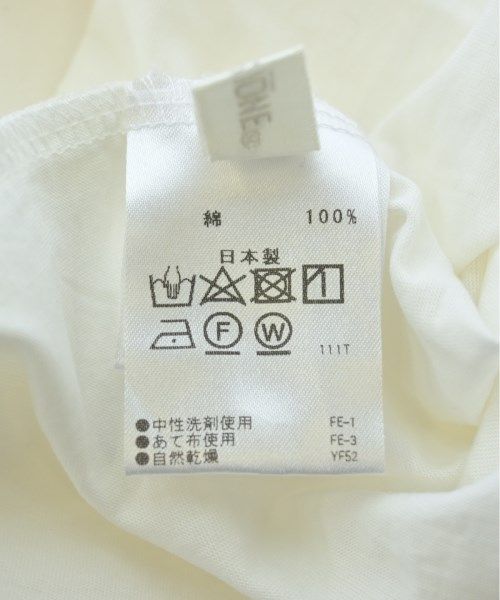 綿 100%
日本製
F W
111T
●中性洗剤使用 FE-1
●あて布使用 FE-3
●自然乾燥 YF52